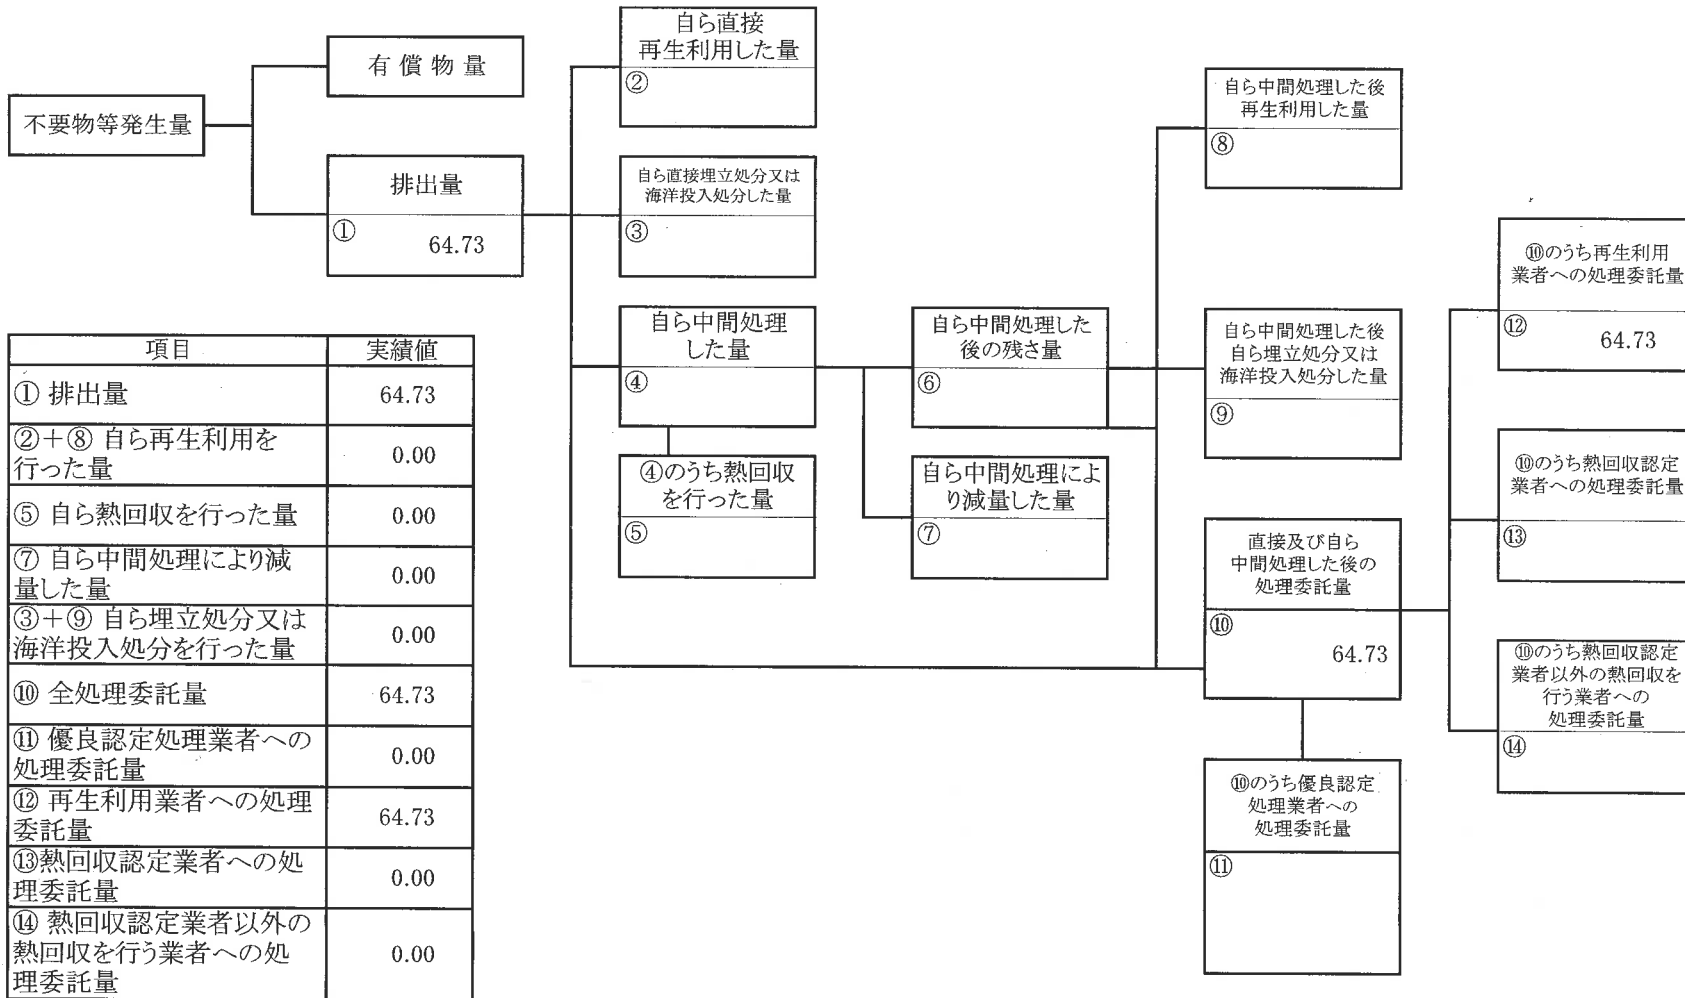 不要物等発生量
有償物量
排出量
①
64.73
自ら直接
再生利用した量
②
自ら直接埋立処分又は
海洋投入処分した量
③
自ら中間処理
した量
④
④のうち熱回収
を行った量
⑤
自ら中間処理した
後の残さ量
⑥
自ら中間処理によ
り減量した量
⑦
自ら中間処理した後
再生利用した量
⑧
自ら中間処理した後
自ら埋立処分又は
海洋投入処分した量
⑨
直接及び自ら
中間処理した後の
処理委託量
⑩
64.73
⑩のうち優良認定
処理業者への
処理委託量
⑪
⑩のうち再生利用
業者への処理委託量
⑫
64.73
⑩のうち熱回収認定
業者への処理委託量
⑬
⑩のうち熱回収認定
業者以外の熱回収を
行う業者への
処理委託量
⑭
項目 実績値
① 排出量 64.73
②+⑧ 自ら再生利用を
行った量 0.00
⑤ 自ら熱回収を行った量 0.00
⑦ 自ら中間処理により減
量した量 0.00
③+⑨ 自ら埋立処分又は
海洋投入処分を行った量 0.00
⑩ 全処理委託量 64.73
⑪ 優良認定処理業者への
処理委託量 0.00
⑫ 再生利用業者への処理
委託量 64.73
⑬熱回収認定業者への処
理委託量 0.00
⑭ 熱回収認定業者以外の
熱回収を行う業者への処
理委託量 0.00